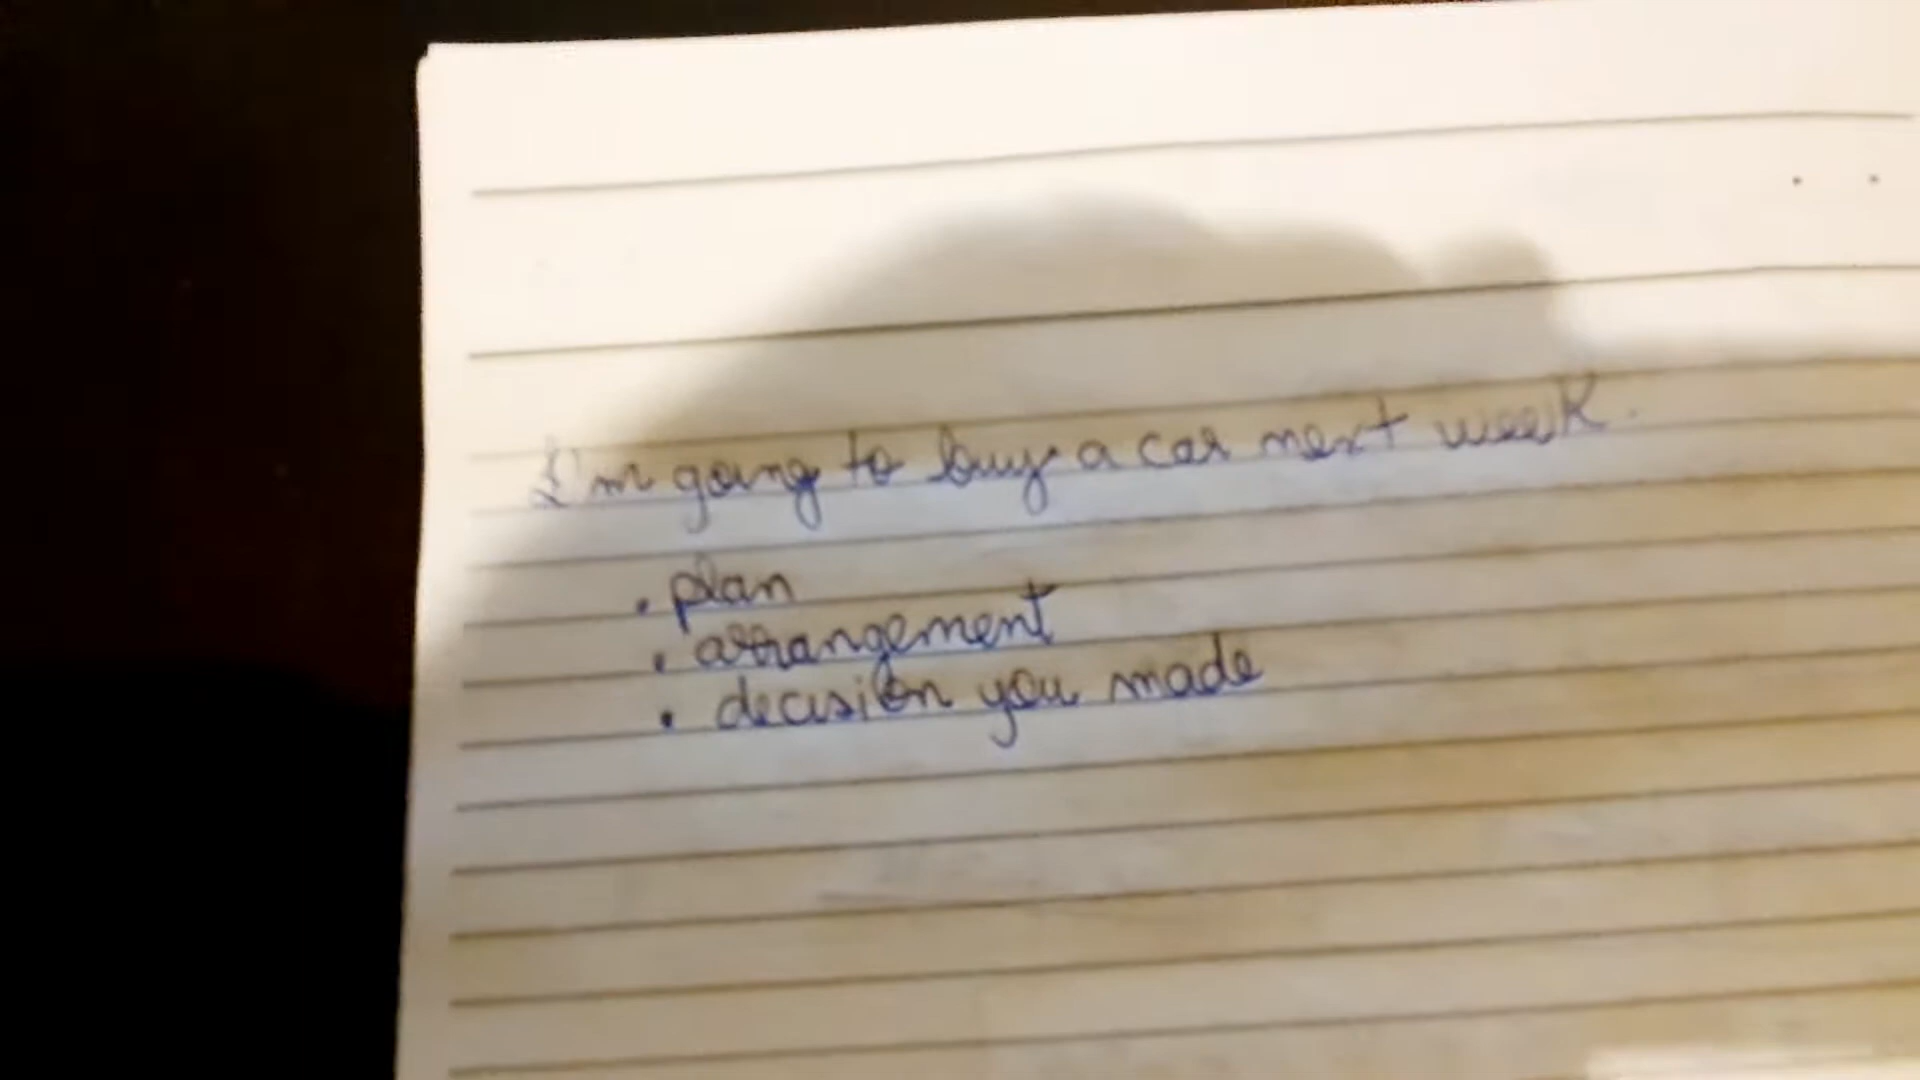 I'm going to buy a car next week.
. plan
. arrangement
. decision you made